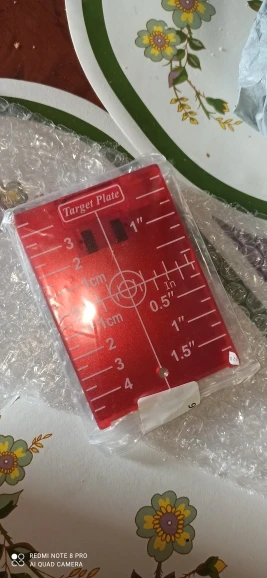 Target Plate
3
1"
2
1cm
In
0.5"
1cm
1"
2
1.5"
3
4
REDMI NOTE 8 PRO
AI QUAD CAMERA